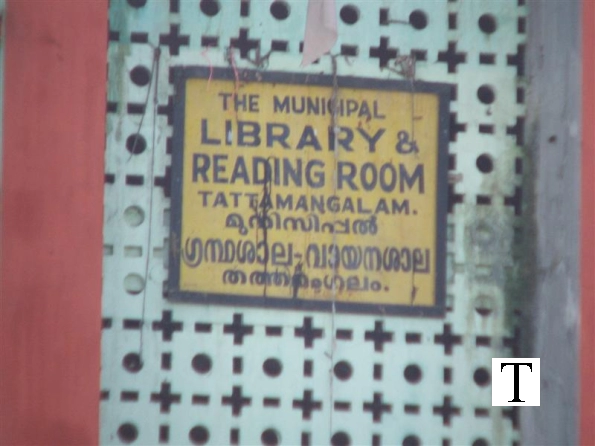 THE MUNICIPAL
LIBRARY &
READING ROOM
TATTAMANGALAM.
മുനിസിപ്പൽ
ഗ്രന്ഥശാല-വായനശാല
തത്തമംഗലം.
T